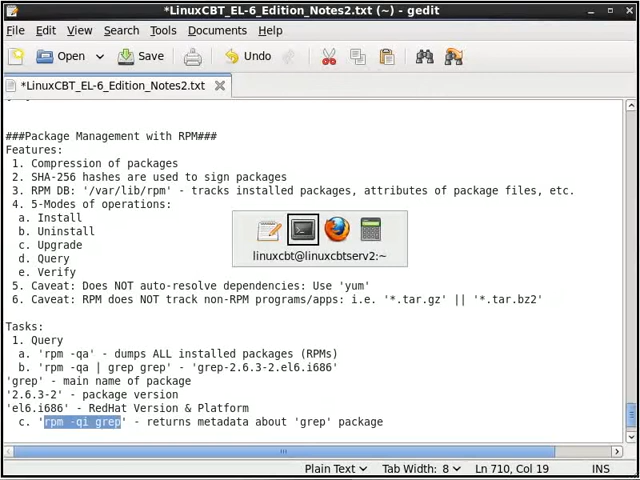 *LinuxCBT_EL-6_Edition_Notes2.txt (~) - gedit
File Edit View Search Tools Documents Help
Open Save Undo
*LinuxCBT_EL-6_Edition_Notes2.txt
###Package Management with RPM###
Features:
1. Compression of packages
2. SHA-256 hashes are used to sign packages
3. RPM DB: '/var/lib/rpm' - tracks installed packages, attributes of package files, etc.
4. 5-Modes of operations:
a. Install
b. Uninstall
c. Upgrade
d. Query
e. Verify
linuxcbt@linuxcbtserv2:~
5. Caveat: Does NOT auto-resolve dependencies: Use 'yum'
6. Caveat: RPM does NOT track non-RPM programs/apps: i.e. '*.tar.gz' || '*.tar.bz2'
Tasks:
1. Query
a. 'rpm -qa' - dumps ALL installed packages (RPMs)
b. 'rpm -qa | grep grep' - 'grep-2.6.3-2.el6.i686'
'grep' - main name of package
'2.6.3-2' - package version
'el6.i686' - RedHat Version & Platform
c. 'rpm -qi grep' - returns metadata about 'grep' package
Plain Text Tab Width: 8 Ln 710, Col 19 INS